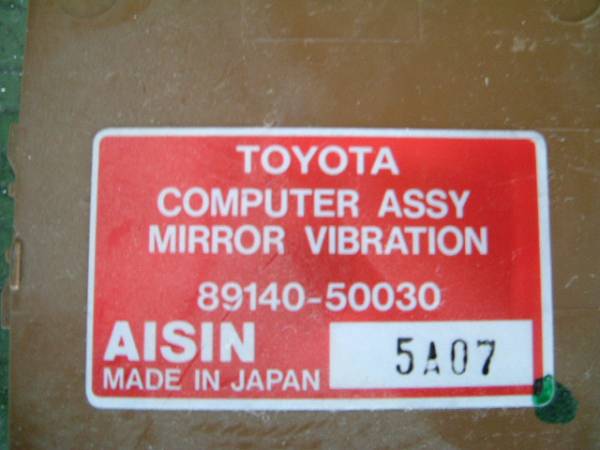 TOYOTA
COMPUTER ASSY
MIRROR VIBRATION
89140-50030
AISIN
MADE IN JAPAN
5A07